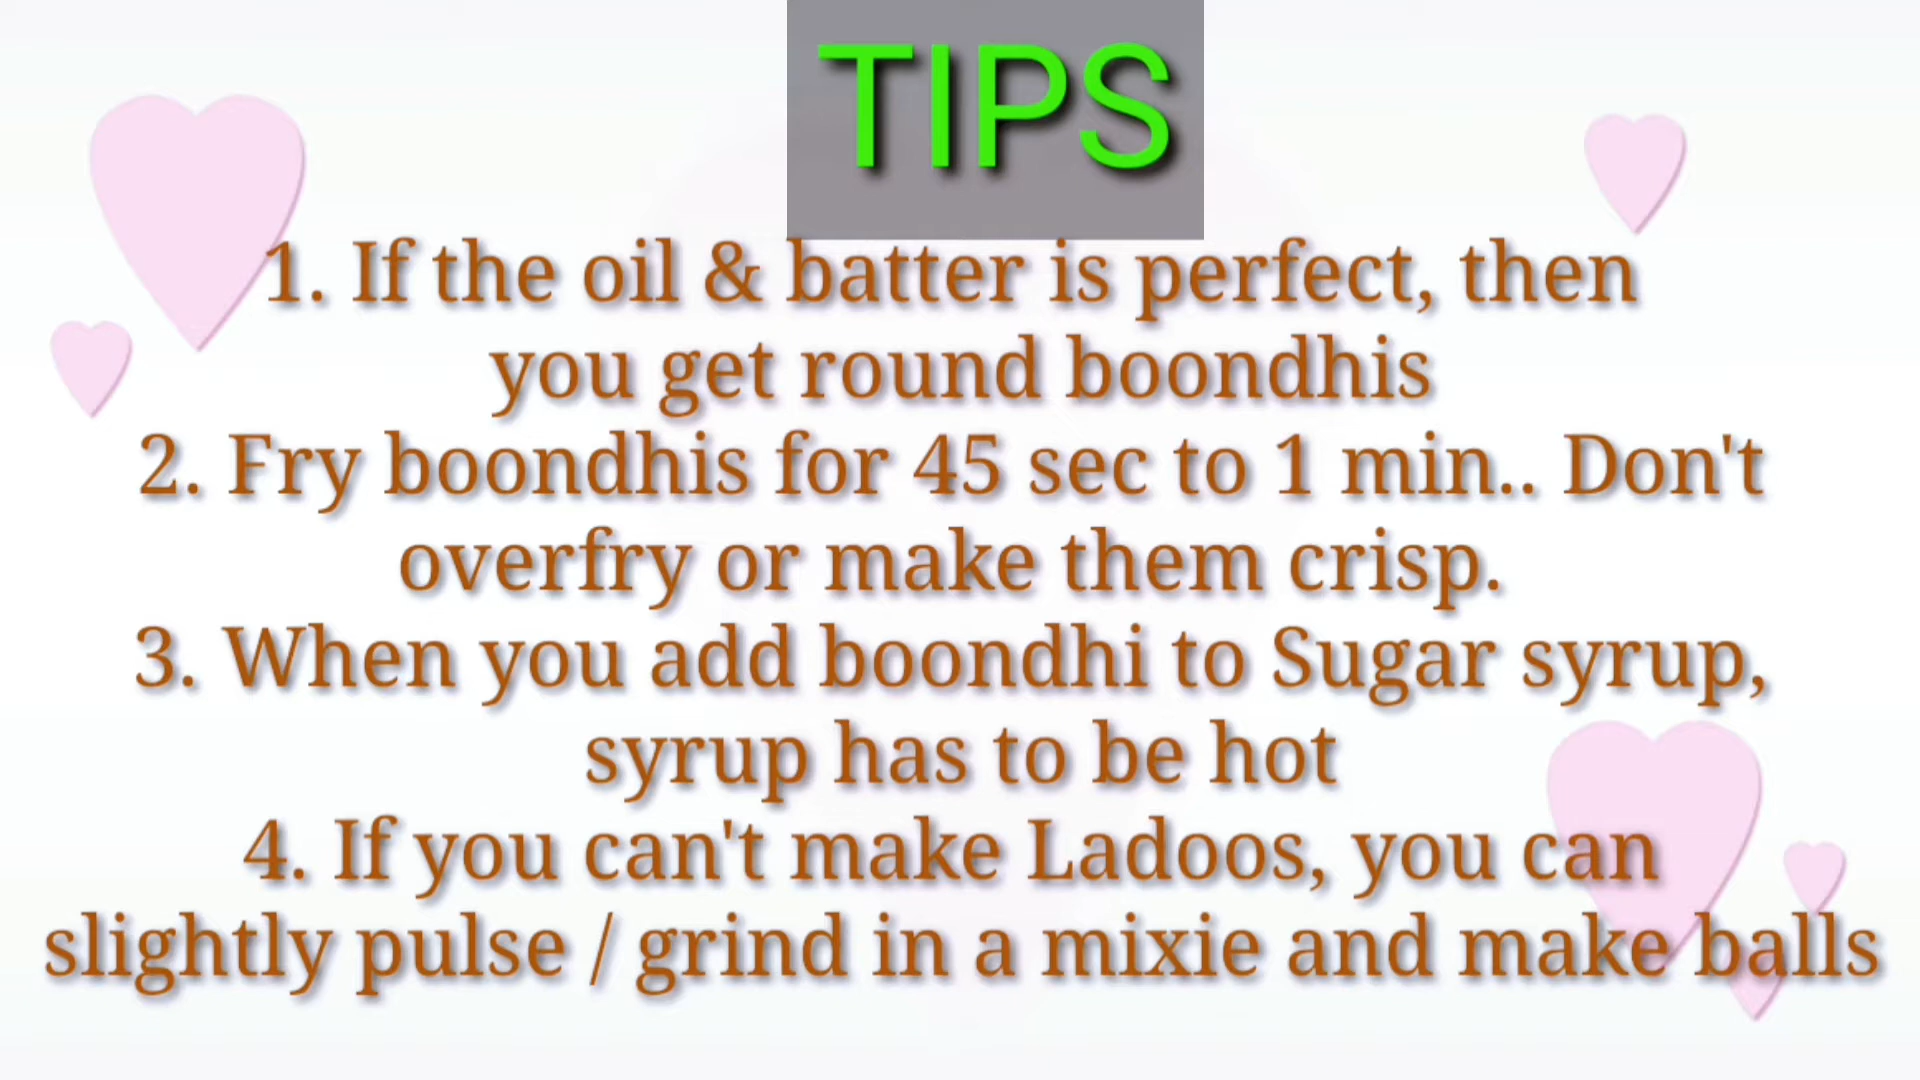 TIPS
1. If the oil & batter is perfect, then
you get round boondhis
2. Fry boondhis for 45 sec to 1 min.. Don't
overfry or make them crisp.
3. When you add boondhi to Sugar syrup,
syrup has to be hot
4. If you can't make Ladoos, you can
slightly pulse / grind in a mixie and make balls